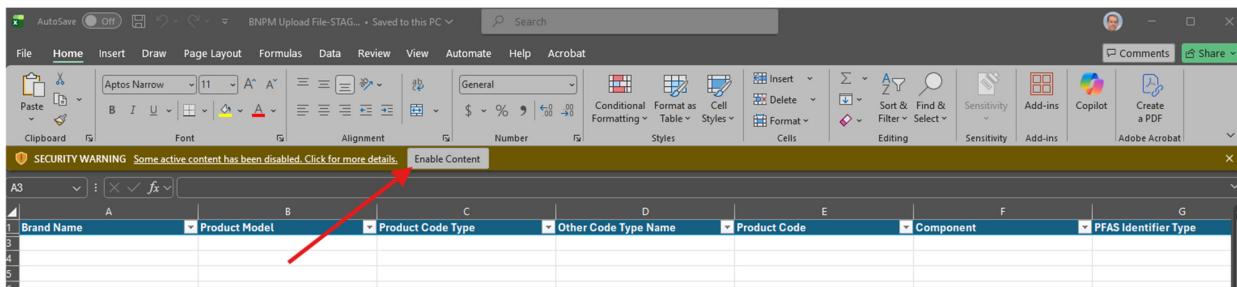 AutoSave Off BNPM Upload File-STAG... • Saved to this PC Search
File Home Insert Draw Page Layout Formulas Data Review View Automate Help Acrobat Comments Share
Paste Aptos Narrow 11 A A General Conditional Formatting Format as Table Cell Styles Insert Delete Format Sort & Filter Find & Select Sensitivity Add-ins Copilot Create a PDF
B I U A ab $ % 9 .00
Clipboard Font Alignment Number Styles Cells Editing Sensitivity Add-ins Adobe Acrobat
SECURITY WARNING Some active content has been disabled. Click for more details. Enable Content
A3 fx
A B C D E F G
1 Brand Name Product Model Product Code Type Other Code Type Name Product Code Component PFAS Identifier Type
3
4
5